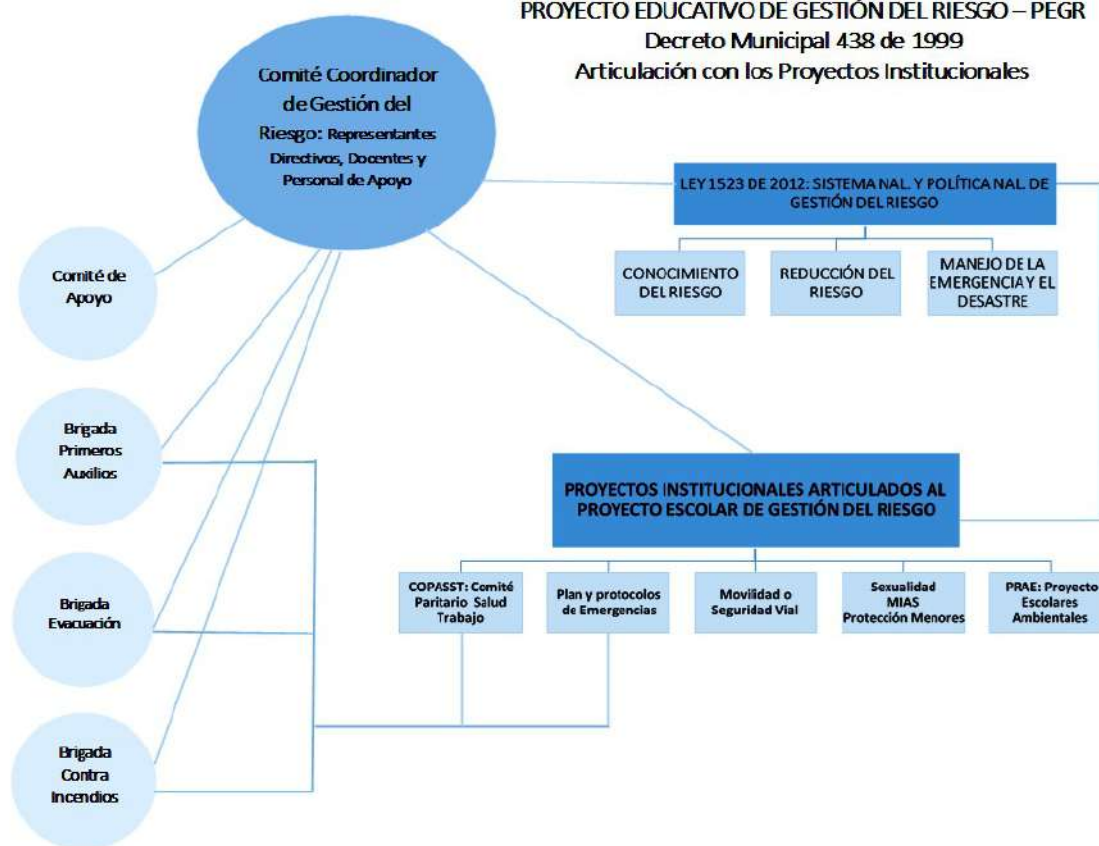 PROYECTO EDUCATIVO DE GESTIÓN DEL RIESGO – PEGR
Decreto Municipal 438 de 1999
Articulación con los Proyectos Institucionales
Comité Coordinador
de Gestión del
Riesgo: Representantes
Directivos, Docentes y
Personal de Apoyo
LEY 1523 DE 2012: SISTEMA NAL. Y POLÍTICA NAL. DE
GESTIÓN DEL RIESGO
CONOCIMIENTO
DEL RIESGO
REDUCCIÓN DEL
RIESGO
MANEJO DE LA
EMERGENCIA Y EL
DESASTRE
Comité de
Apoyo
Brigada
Primeros
Auxilios
Brigada
Evacuación
Brigada
Contra
Incendios
PROYECTOS INSTITUCIONALES ARTICULADOS AL
PROYECTO ESCOLAR DE GESTIÓN DEL RIESGO
COPASST: Comité
Paritario Salud
Trabajo
Plan y protocolos
de Emergencias
Movilidad o
Seguridad Vial
Sexualidad
MIAS
Protección Menores
PRAE: Proyecto
Escolares
Ambientales